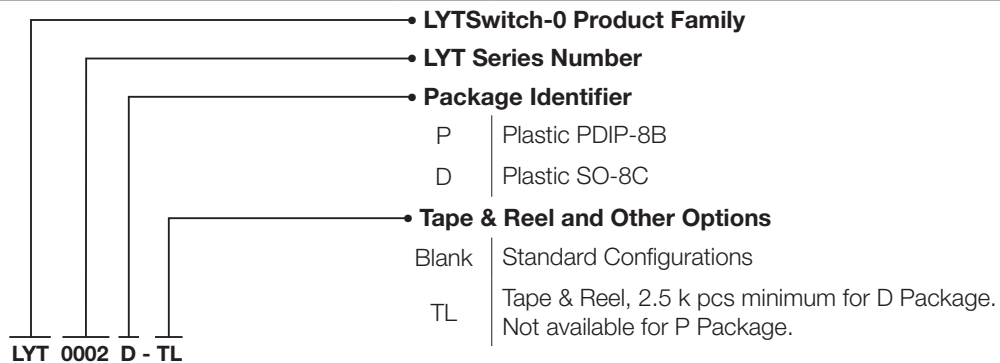 LYTSwitch-0 Product Family
LYT Series Number
Package Identifier
P Plastic PDIP-8B
D Plastic SO-8C
Tape & Reel and Other Options
Blank Standard Configurations
TL Tape & Reel, 2.5 k pcs minimum for D Package.
Not available for P Package.
LYT 0002 D - TL